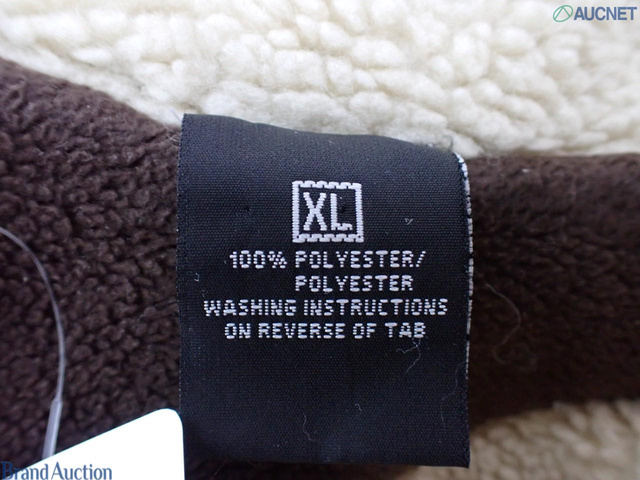 AUCNET
XL
100% POLYESTER/
POLYESTER
WASHING INSTRUCTIONS
ON REVERSE OF TAB
Brand Auction